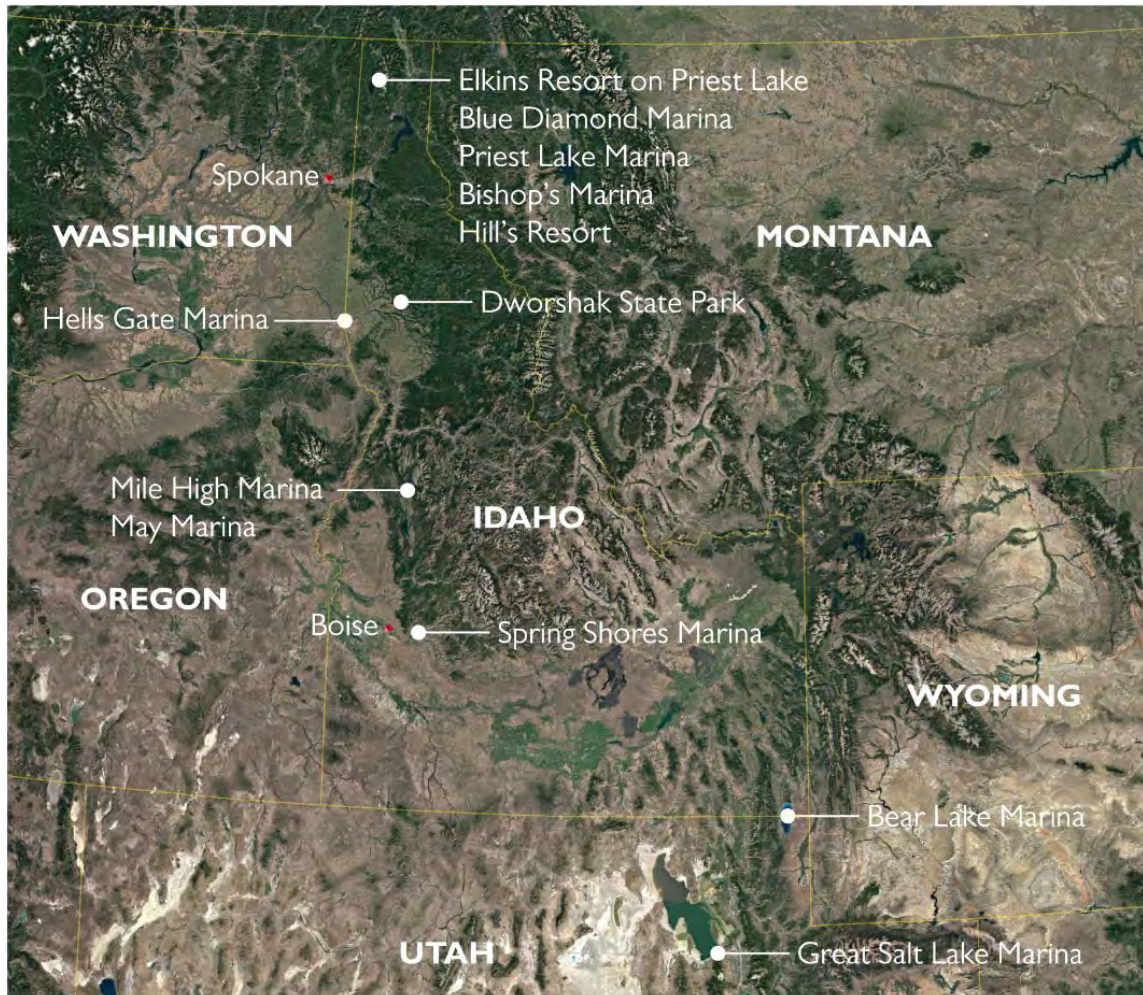 Elkins Resort on Priest Lake
Blue Diamond Marina
Priest Lake Marina
Bishop's Marina
Hill's Resort
Spokane
WASHINGTON
MONTANA
Dworshak State Park
Hells Gate Marina
Mile High Marina
May Marina
IDAHO
OREGON
Boise
Spring Shores Marina
WYOMING
Bear Lake Marina
UTAH
Great Salt Lake Marina